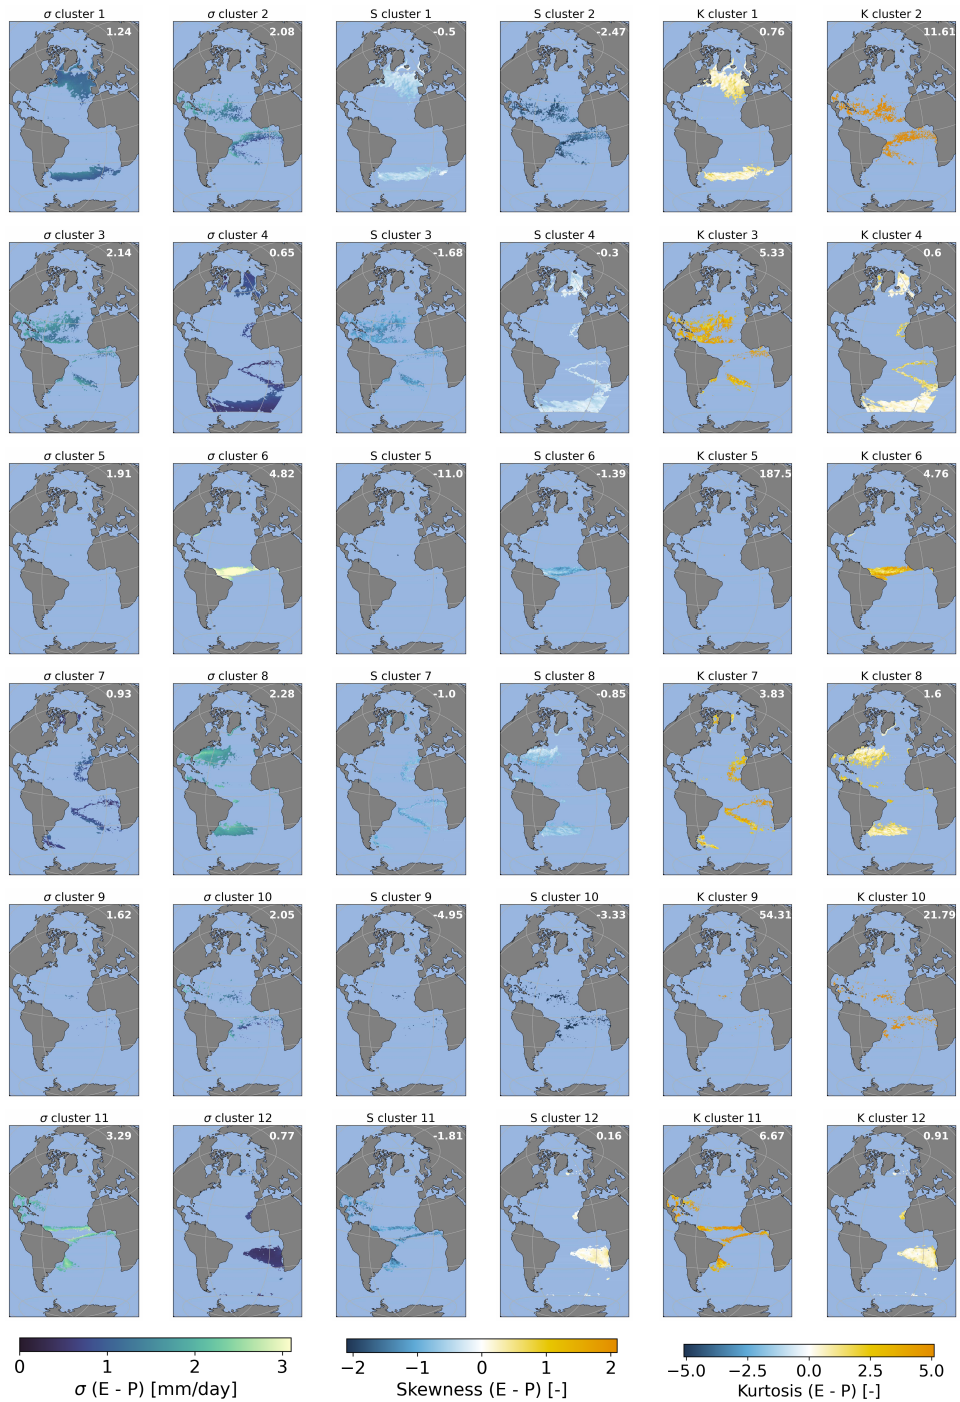 σ cluster 1 σ cluster 2 S cluster 1 S cluster 2 K cluster 1 K cluster 2
1.24 2.08 -0.5 -2.47 0.76 11.61
σ cluster 3 σ cluster 4 S cluster 3 S cluster 4 K cluster 3 K cluster 4
2.14 0.65 -1.68 -0.3 5.33 0.6
σ cluster 5 σ cluster 6 S cluster 5 S cluster 6 K cluster 5 K cluster 6
1.91 4.82 -11.0 -1.39 187.5 4.76
σ cluster 7 σ cluster 8 S cluster 7 S cluster 8 K cluster 7 K cluster 8
0.93 2.28 -1.0 -0.85 3.83 1.6
σ cluster 9 σ cluster 10 S cluster 9 S cluster 10 K cluster 9 K cluster 10
1.62 2.05 -4.95 -3.33 54.31 21.79
σ cluster 11 σ cluster 12 S cluster 11 S cluster 12 K cluster 11 K cluster 12
3.29 0.77 -1.81 0.16 6.67 0.91
0 1 2 3 −2 −1 0 1 2 −5.0 −2.5 0.0 2.5 5.0
σ (E - P) [mm/day] Skewness (E - P) [-] Kurtosis (E - P) [-]